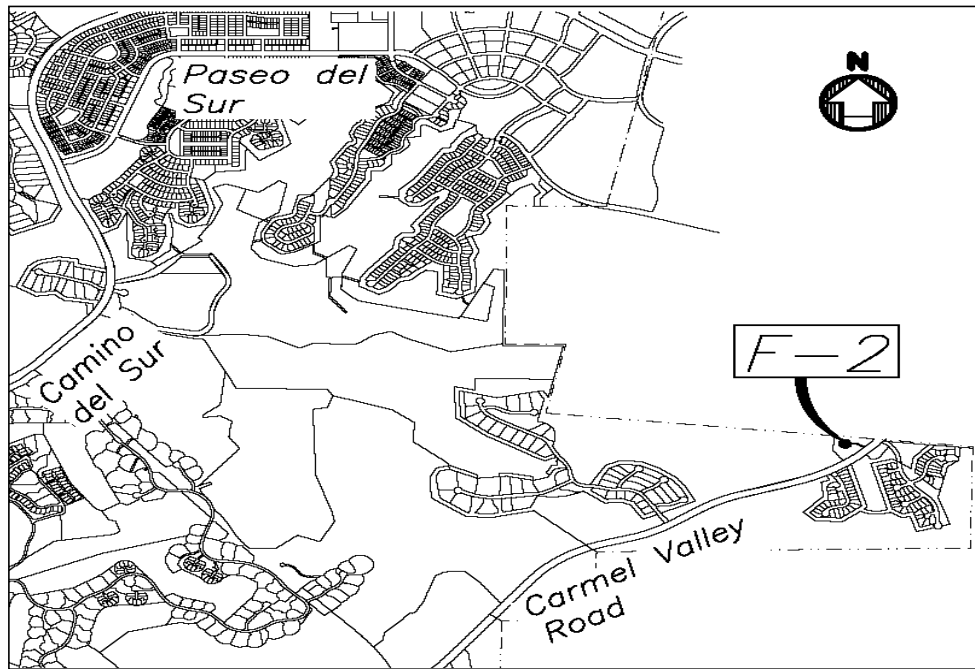 Paseo del
Sur
N
F-2
Camino
del Sur
Carmel Valley
Road